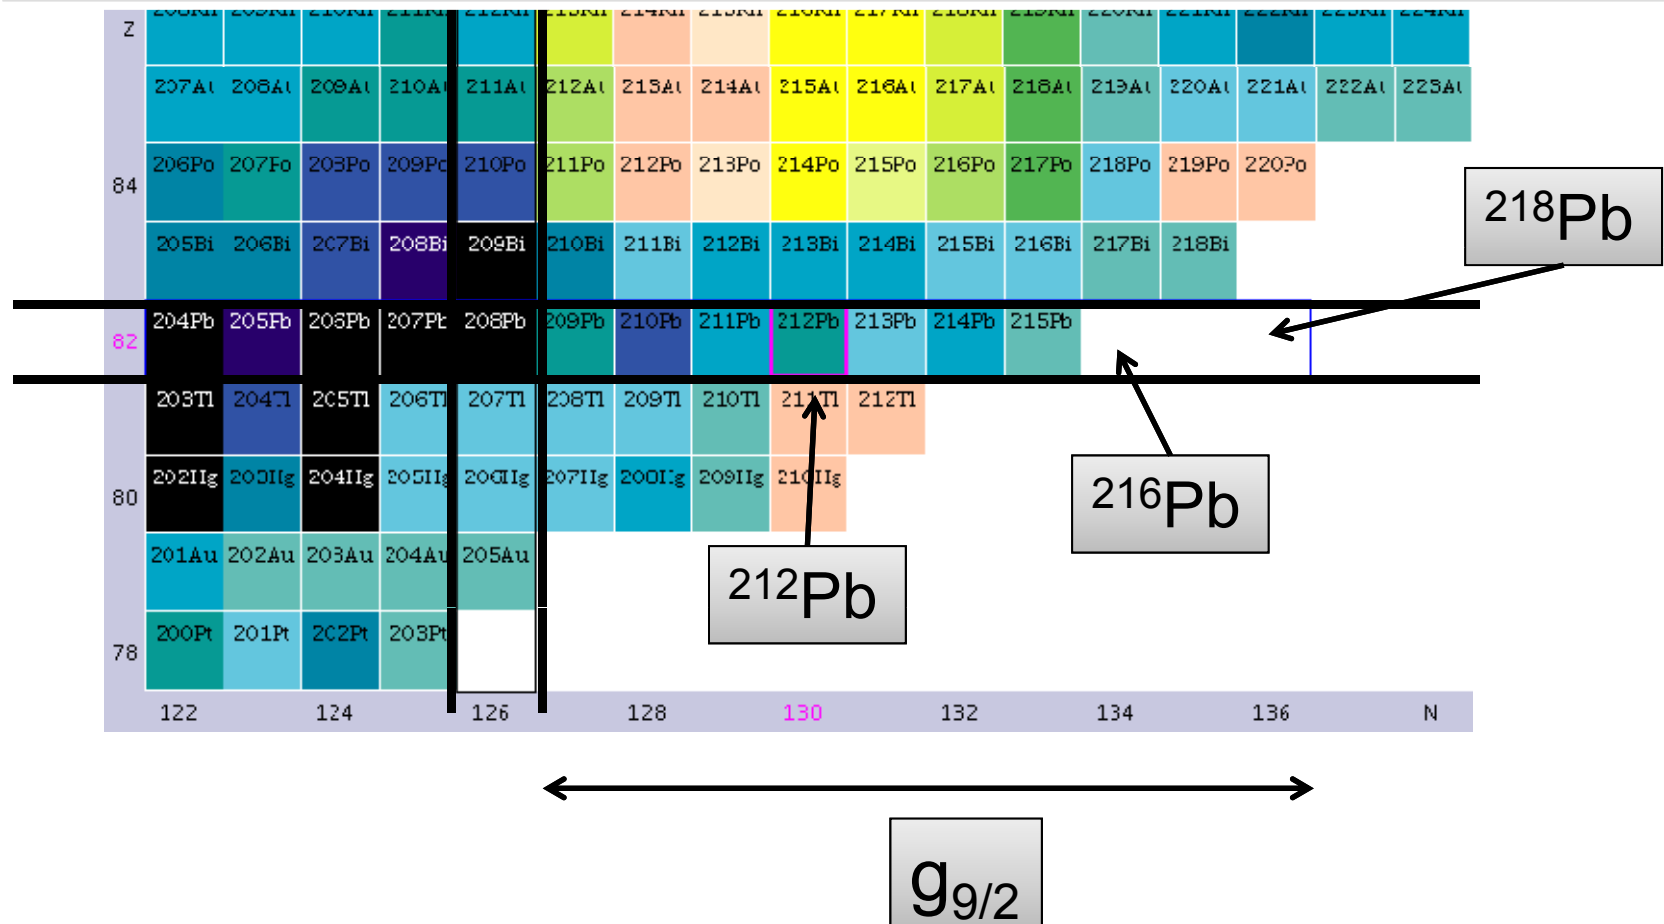 Z
207At 208At 209At 210At 211At 212At 213At 214At 215At 216At 217At 218At 219At 220At 221At 222At 223At
84 206Po 207Po 208Po 209Po 210Po 211Po 212Po 213Po 214Po 215Po 216Po 217Po 218Po 219Po 220Po
218Pb
205Bi 206Bi 207Bi 208Bi 209Bi 210Bi 211Bi 212Bi 213Bi 214Bi 215Bi 216Bi 217Bi 218Bi
82 204Pb 205Pb 206Pb 207Pb 208Pb 209Pb 210Pb 211Pb 212Pb 213Pb 214Pb 215Pb
203Tl 204Tl 205Tl 206Tl 207Tl 208Tl 209Tl 210Tl 211Tl 212Tl
80 202Hg 203Hg 204Hg 205Hg 206Hg 207Hg 208Hg 209Hg 210Hg
216Pb
201Au 202Au 203Au 204Au 205Au
212Pb
78 200Pt 201Pt 202Pt 203Pt
122 124 126 128 130 132 134 136 N
g9/2